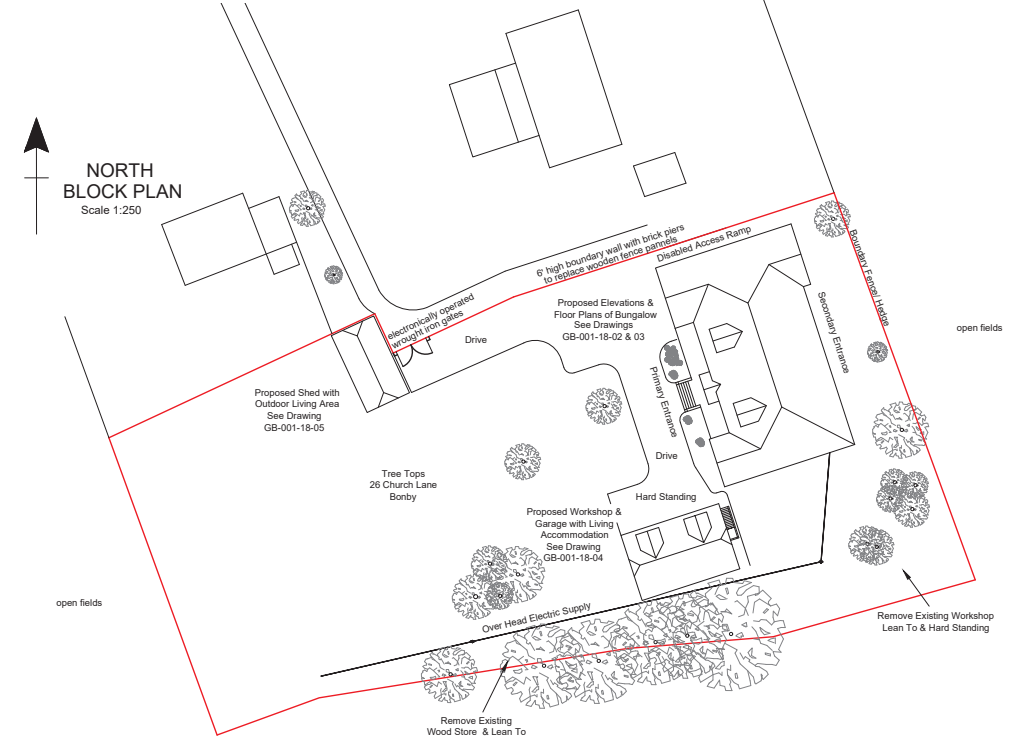 NORTH
BLOCK PLAN
Scale 1:250
6' high boundary wall with brick piers
to replace wooden fence pannels
Disabled Access Ramp
Boundary Fence/ Hedge
electronically operated
wrought iron gates
Drive
Proposed Elevations &
Floor Plans of Bungalow
See Drawings
GB-001-18-02 & 03
Secondary Entrance
open fields
Primary Entrance
Proposed Shed with
Outdoor Living Area
See Drawing
GB-001-18-05
Drive
Tree Tops
26 Church Lane
Bonby
Hard Standing
Proposed Workshop &
Garage with Living
Accommodation
See Drawing
GB-001-18-04
open fields
Over Head Electric Supply
Remove Existing Workshop
Lean To & Hard Standing
Remove Existing
Wood Store & Lean To